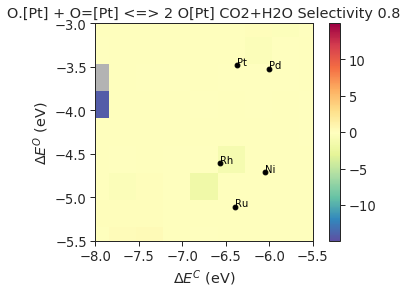 O.[Pt] + O=[Pt] <=> 2 O[Pt] CO2+H2O Selectivity 0.8
−3.0
−3.5
−4.0
−4.5
−5.0
−5.5
ΔE^O (eV)
Pt
Pd
Rh
Ni
Ru
−8.0 −7.5 −7.0 −6.5 −6.0 −5.5
ΔE^C (eV)
15
10
5
0
−5
−10